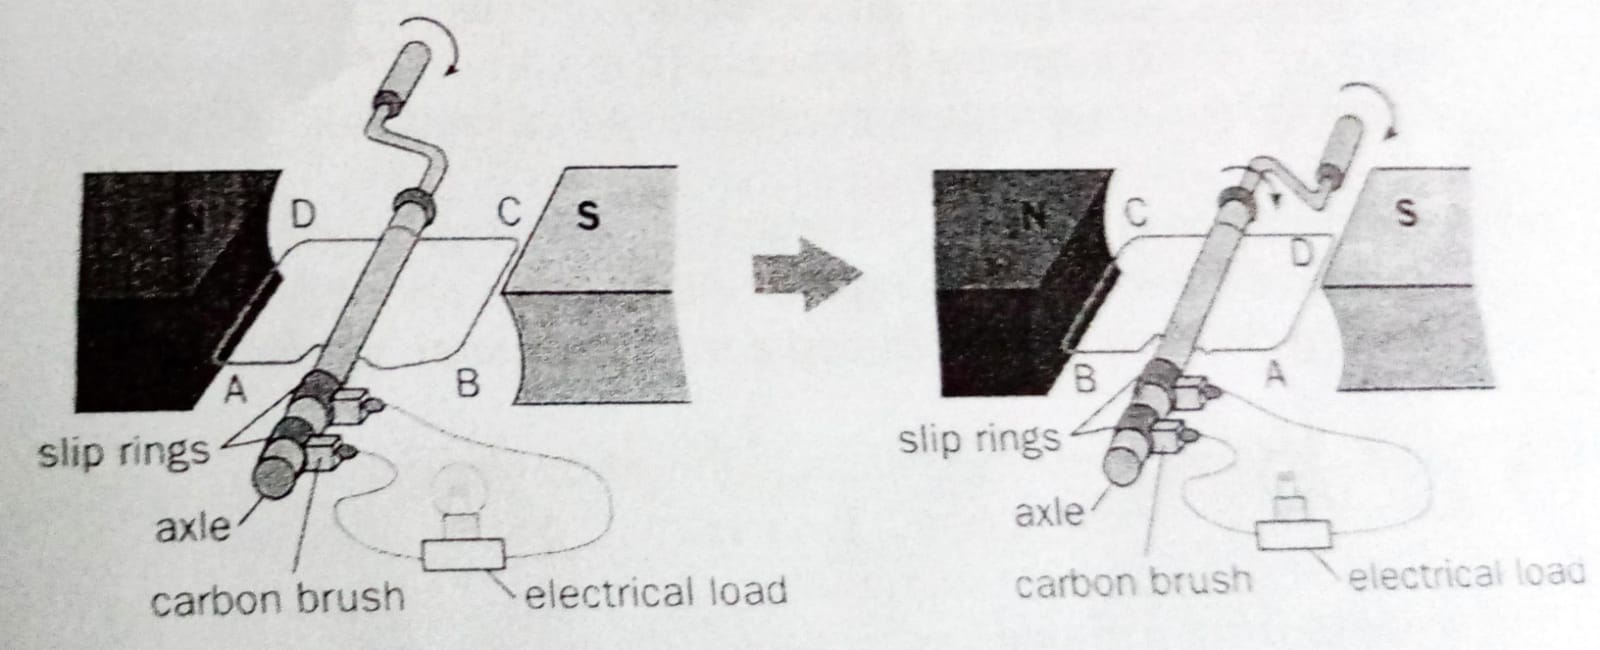 N
D
C
S
A
B
slip rings
axle
carbon brush
electrical load
N
C
S
D
B
A
slip rings
axle
carbon brush
electrical load